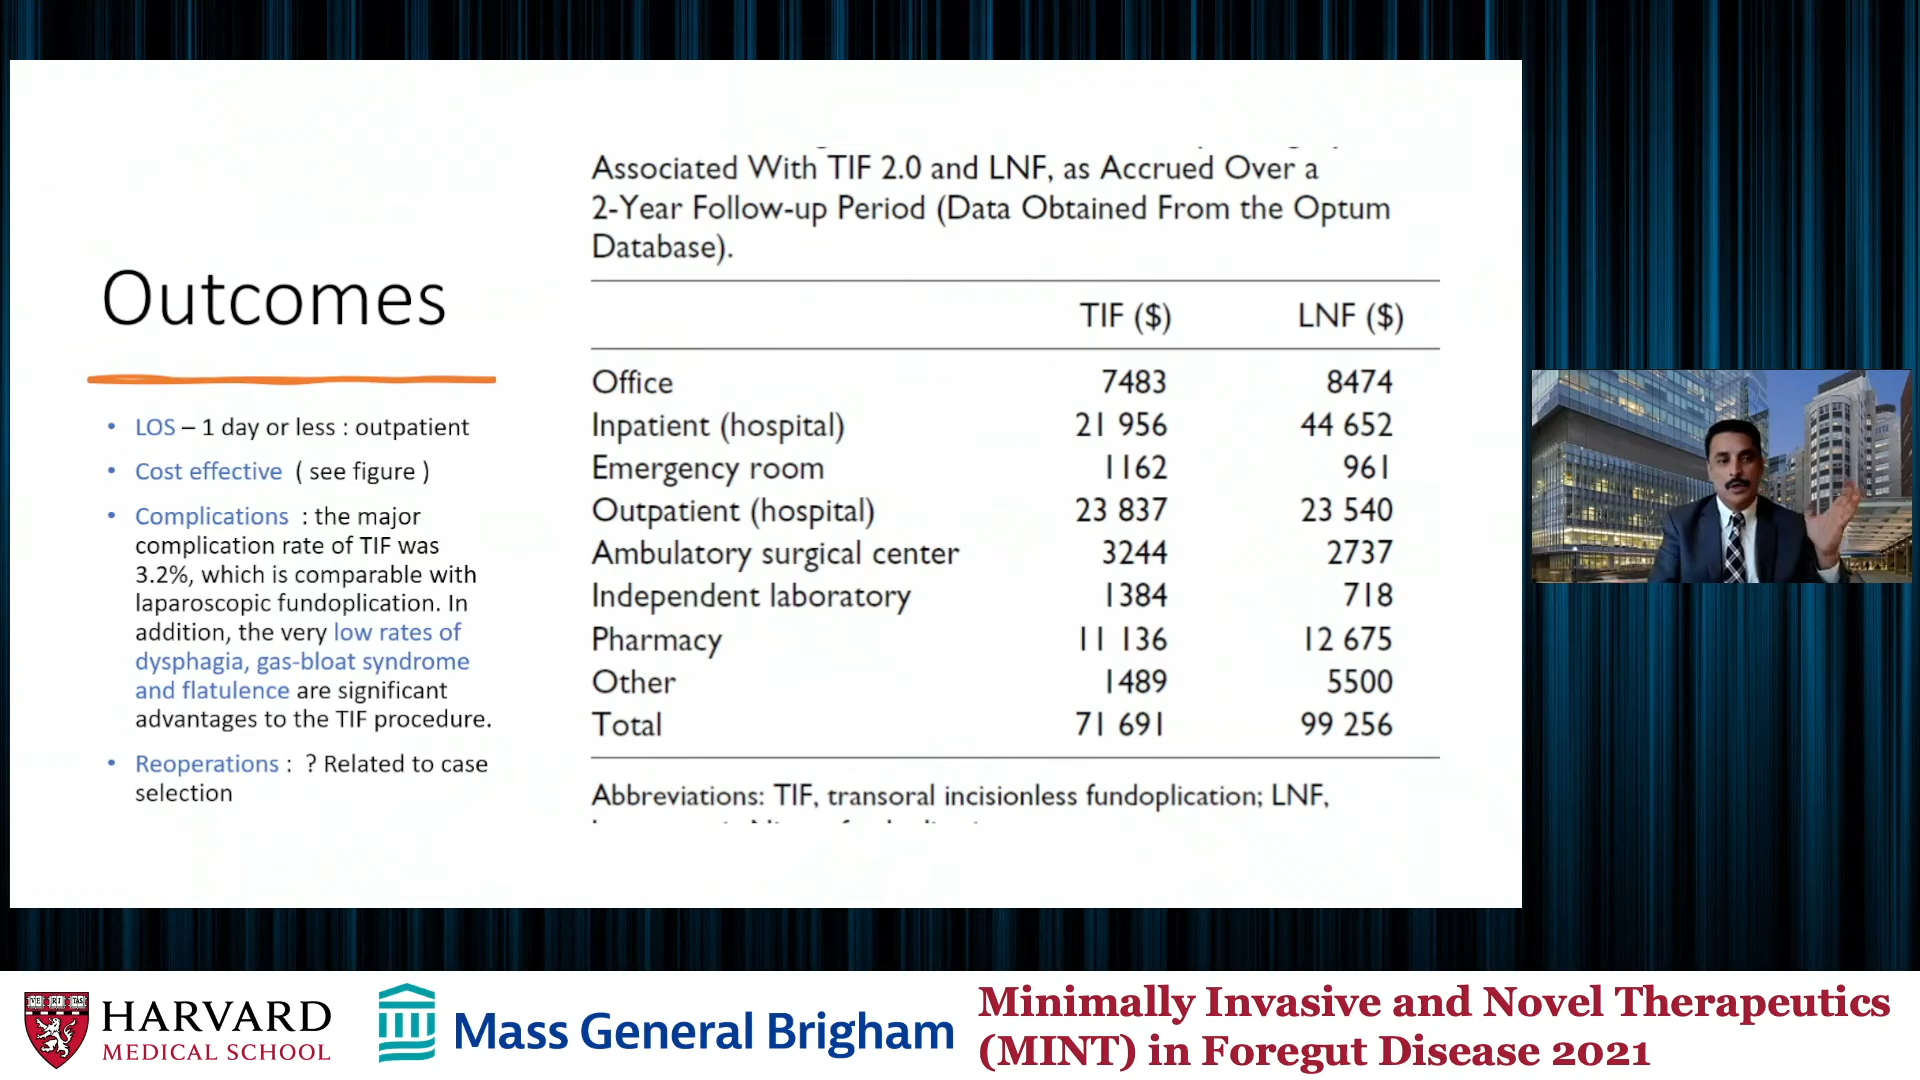 Outcomes
• LOS – 1 day or less : outpatient
• Cost effective ( see figure )
• Complications : the major
complication rate of TIF was
3.2%, which is comparable with
laparoscopic fundoplication. In
addition, the very low rates of
dysphagia, gas-bloat syndrome
and flatulence are significant
advantages to the TIF procedure.
• Reoperations : ? Related to case
selection
Associated With TIF 2.0 and LNF, as Accrued Over a
2-Year Follow-up Period (Data Obtained From the Optum
Database).
TIF ($) LNF ($)
Office 7483 8474
Inpatient (hospital) 21 956 44 652
Emergency room 1162 961
Outpatient (hospital) 23 837 23 540
Ambulatory surgical center 3244 2737
Independent laboratory 1384 718
Pharmacy 11 136 12 675
Other 1489 5500
Total 71 691 99 256
Abbreviations: TIF, transoral incisionless fundoplication; LNF,
VE RI TAS
HARVARD
MEDICAL SCHOOL
Mass General Brigham
Minimally Invasive and Novel Therapeutics
(MINT) in Foregut Disease 2021